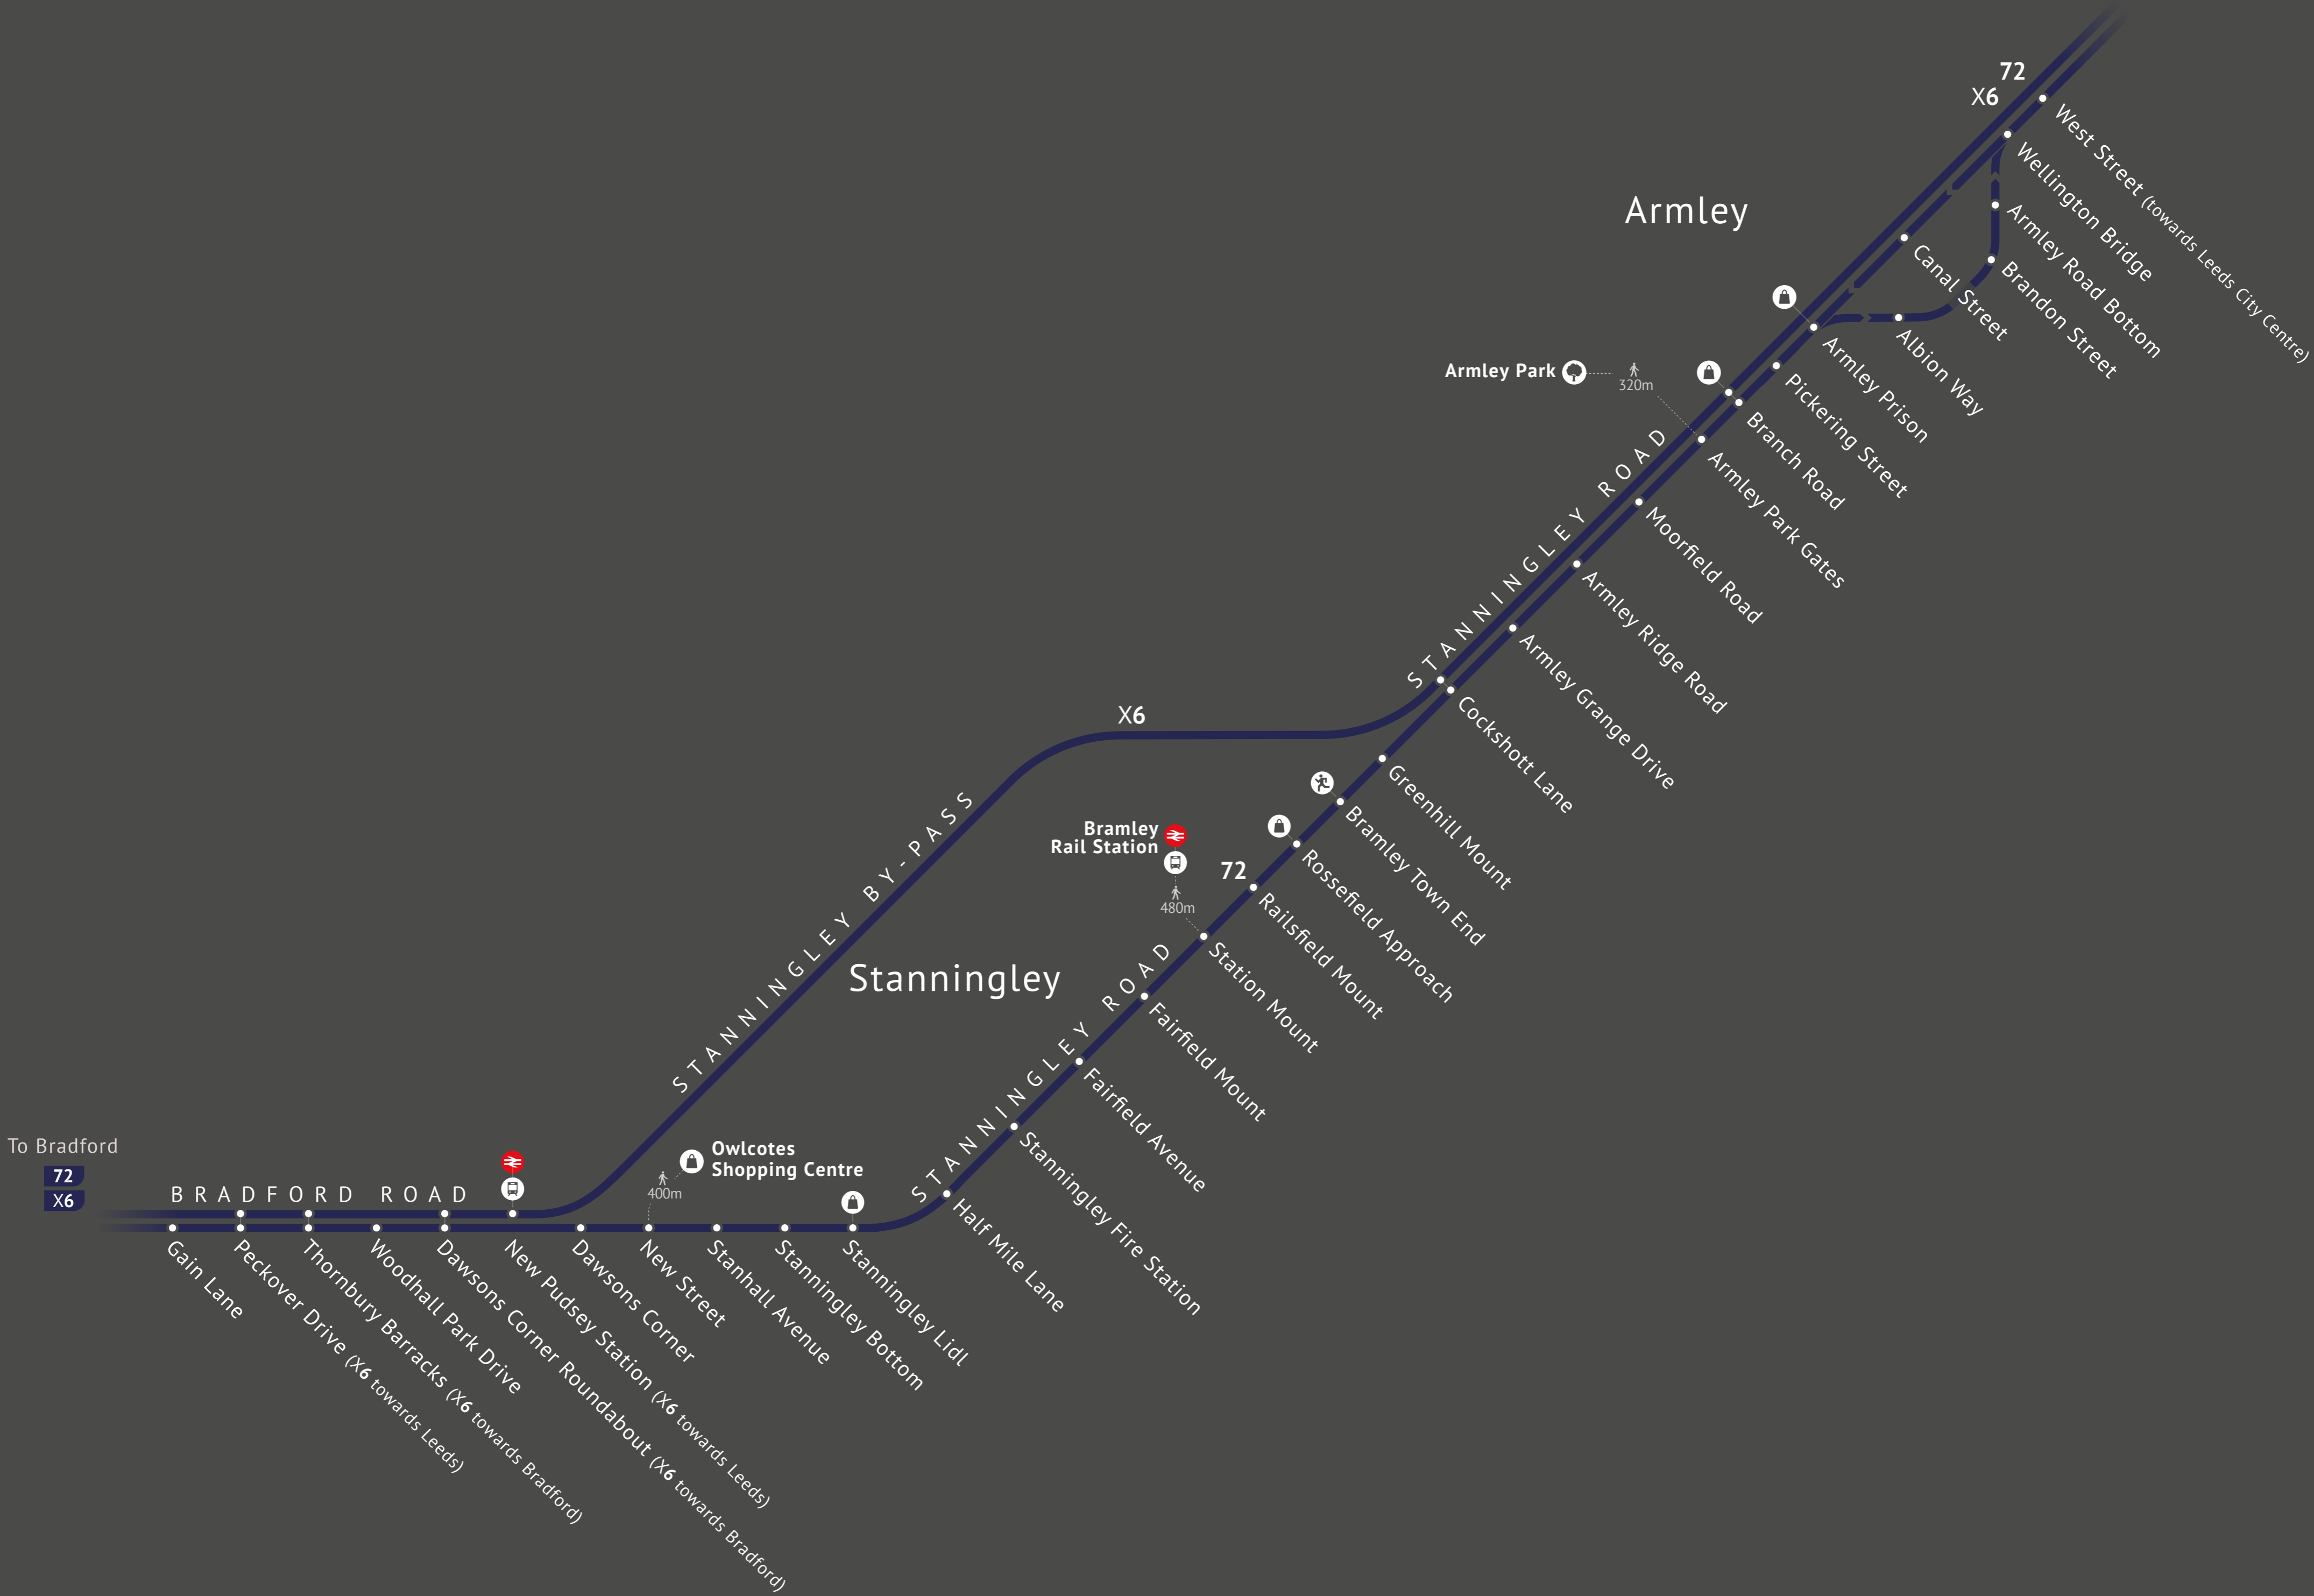 72
X6
West Street (towards Leeds City Centre)
Wellington Bridge
Armley Road Bottom
Brandon Street
Canal Street
Albion Way
Armley
Armley Prison
Pickering Street
Branch Road
Armley Park
320m
Armley Park Gates
Moorfield Road
Armley Ridge Road
Armley Grange Drive
STANNINGLEY ROAD
Cockshott Lane
X6
Greenhill Mount
Bramley Town End
Rossefield Approach
Bramley
Rail Station
480m
72
Railsfield Mount
Station Mount
Fairfield Mount
Fairfield Avenue
Stanningley Fire Station
Half Mile Lane
STANNINGLEY BY-PASS
Stanningley
STANNINGLEY ROAD
To Bradford
72
X6
BRADFORD ROAD
Owlcotes
Shopping Centre
400m
Gain Lane
Peckover Drive (X6 towards Leeds)
Thornbury Barracks (X6 towards Bradford)
Woodhall Park Drive
Dawsons Corner Roundabout (X6 towards Bradford)
New Pudsey Station (X6 towards Leeds)
Dawsons Corner
New Street
Stanhall Avenue
Stanningley Bottom
Stanningley Lidl